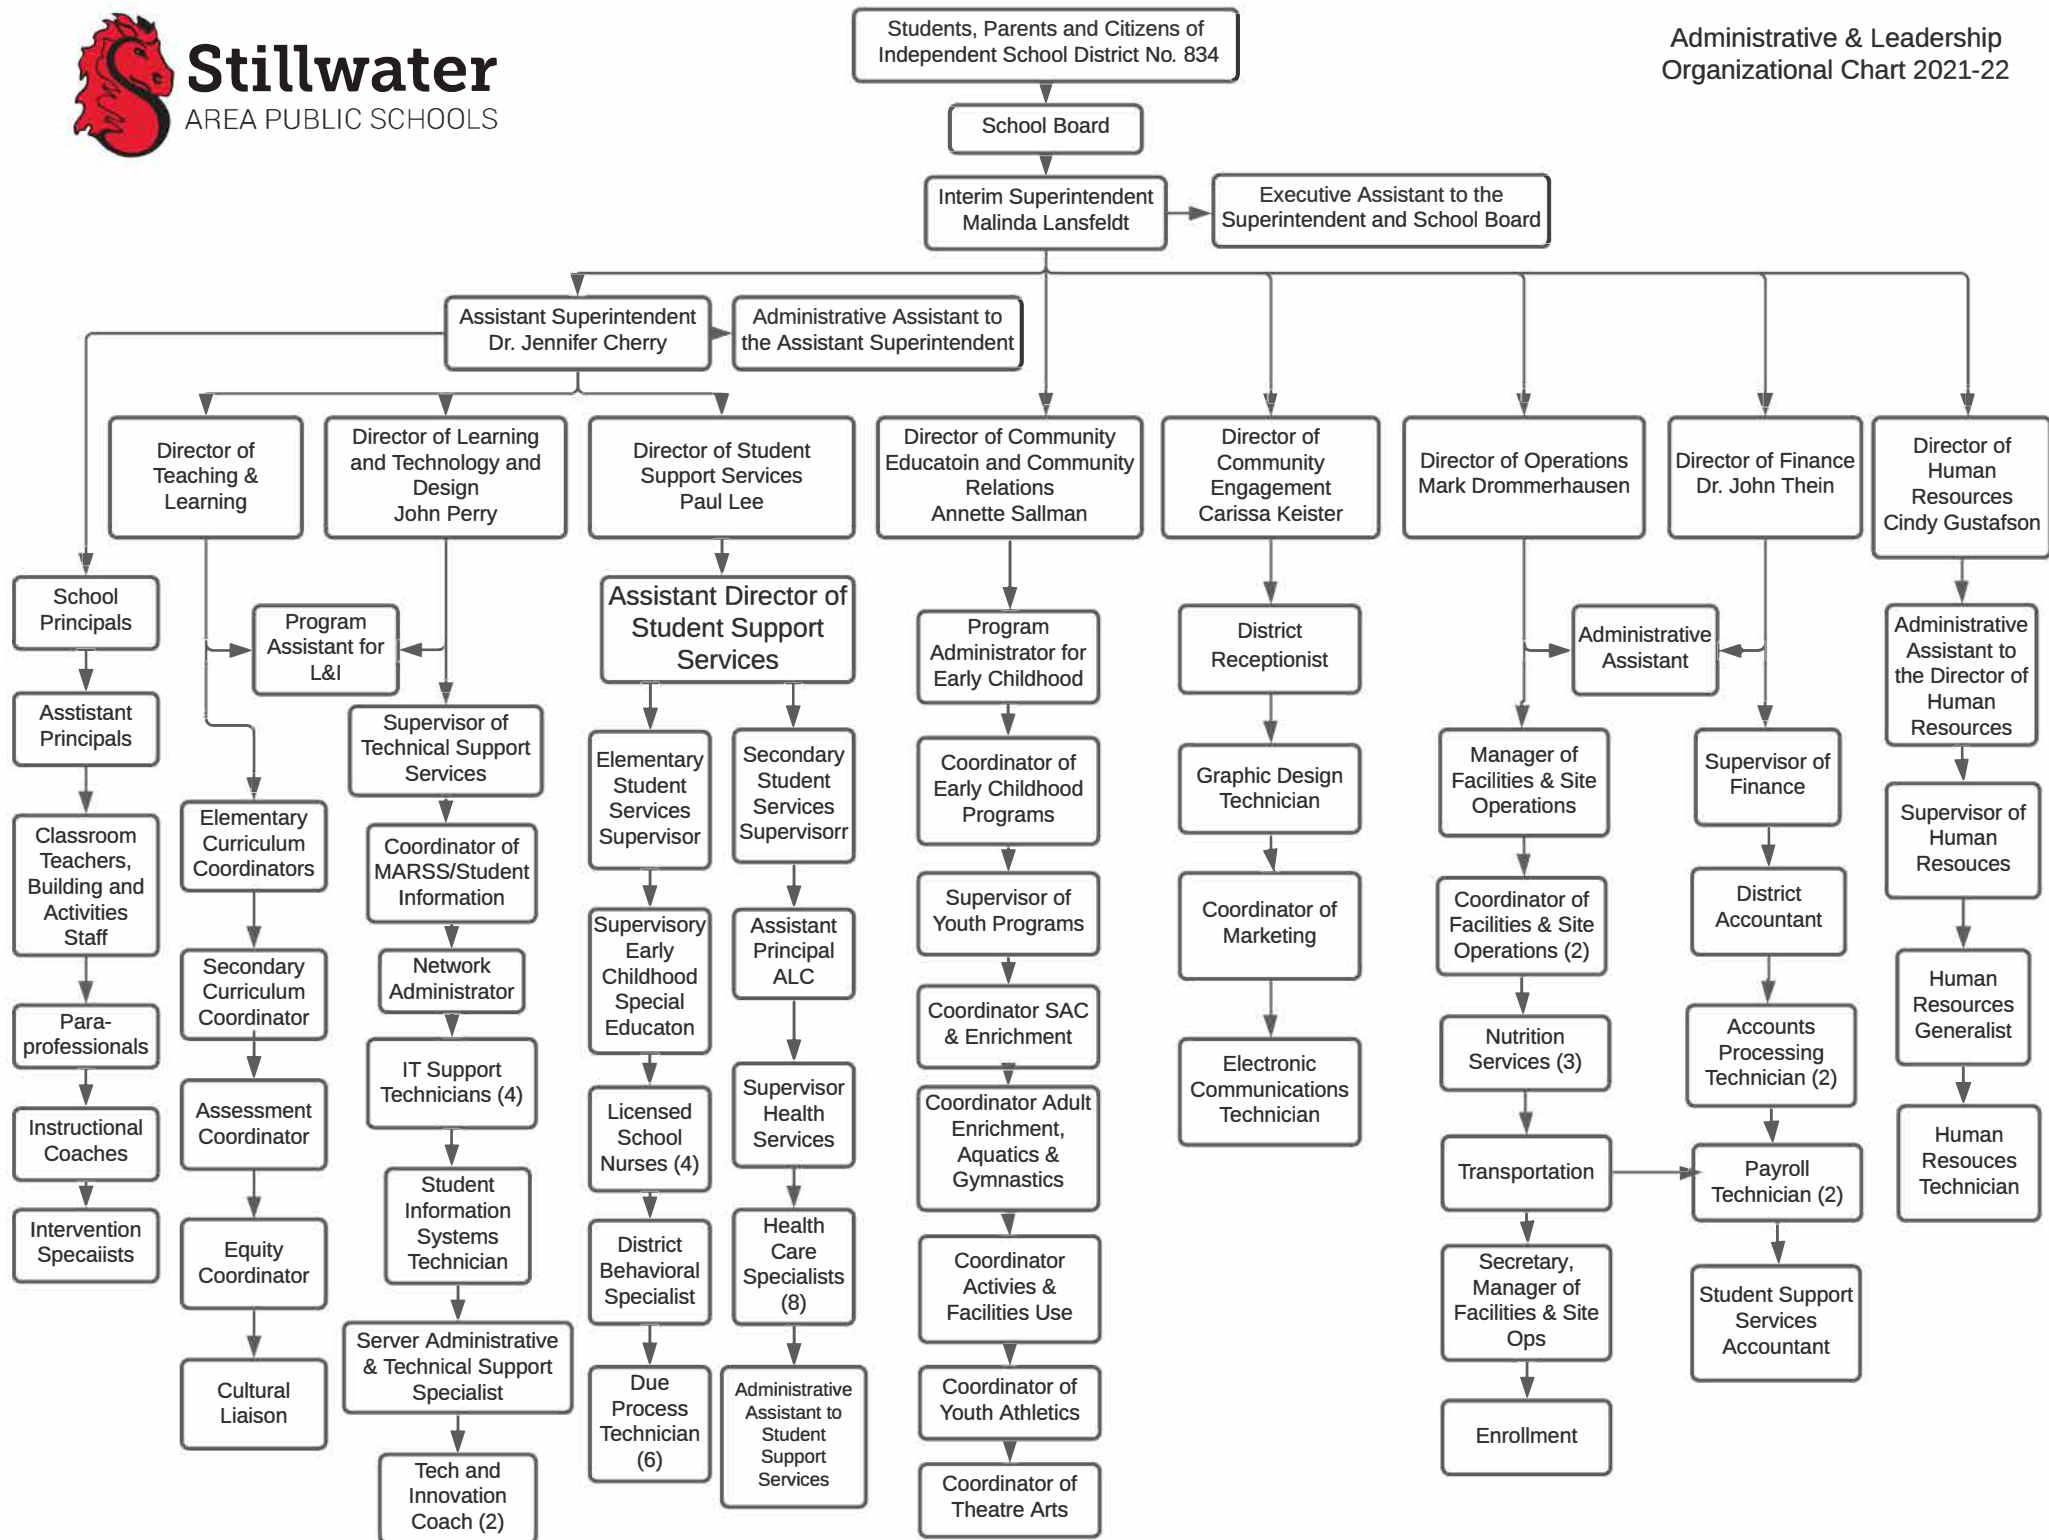 Stillwater
AREA PUBLIC SCHOOLS
Administrative & Leadership
Organizational Chart 2021-22
Students, Parents and Citizens of
Independent School District No. 834
School Board
Interim Superintendent
Malinda Lansfeldt
Executive Assistant to the
Superintendent and School Board
Assistant Superintendent
Dr. Jennifer Cherry
Administrative Assistant to
the Assistant Superintendent
Director of
Teaching &
Learning
Director of Learning
and Technology and
Design
John Perry
Director of Student
Support Services
Paul Lee
Director of Community
Educatoin and Community
Relations
Annette Sallman
Director of
Community
Engagement
Carissa Keister
Director of Operations
Mark Drommerhausen
Director of Finance
Dr. John Thein
Director of
Human
Resources
Cindy Gustafson
School
Principals
Asstistant
Principals
Classroom
Teachers,
Building and
Activities
Staff
Para-
professionals
Instructional
Coaches
Intervention
Specaiists
Program
Assistant for
L&I
Elementary
Curriculum
Coordinators
Secondary
Curriculum
Coordinator
Assessment
Coordinator
Equity
Coordinator
Cultural
Liaison
Supervisor of
Technical Support
Services
Coordinator of
MARSS/Student
Information
Network
Administrator
IT Support
Technicians (4)
Student
Information
Systems
Technician
Server Administrative
& Technical Support
Specialist
Tech and
Innovation
Coach (2)
Assistant Director of
Student Support
Services
Elementary
Student
Services
Supervisor
Supervisory
Early
Childhood
Special
Educaton
Licensed
School
Nurses (4)
District
Behavioral
Specialist
Due
Process
Technician
(6)
Secondary
Student
Services
Supervisorr
Assistant
Principal
ALC
Supervisor
Health
Services
Health
Care
Specialists
(8)
Administrative
Assistant to
Student
Support
Services
Program
Administrator for
Early Childhood
Coordinator of
Early Childhood
Programs
Supervisor of
Youth Programs
Coordinator SAC
& Enrichment
Coordinator Adult
Enrichment,
Aquatics &
Gymnastics
Coordinator
Activies &
Facilities Use
Coordinator of
Youth Athletics
Coordinator of
Theatre Arts
District
Receptionist
Graphic Design
Technician
Coordinator of
Marketing
Electronic
Communications
Technician
Administrative
Assistant
Manager of
Facilities & Site
Operations
Coordinator of
Facilities & Site
Operations (2)
Nutrition
Services (3)
Transportation
Secretary,
Manager of
Facilities & Site
Ops
Enrollment
Supervisor of
Finance
District
Accountant
Accounts
Processing
Technician (2)
Payroll
Technician (2)
Student Support
Services
Accountant
Administrative
Assistant to
the Director of
Human
Resources
Supervisor of
Human
Resouces
Human
Resources
Generalist
Human
Resouces
Technician